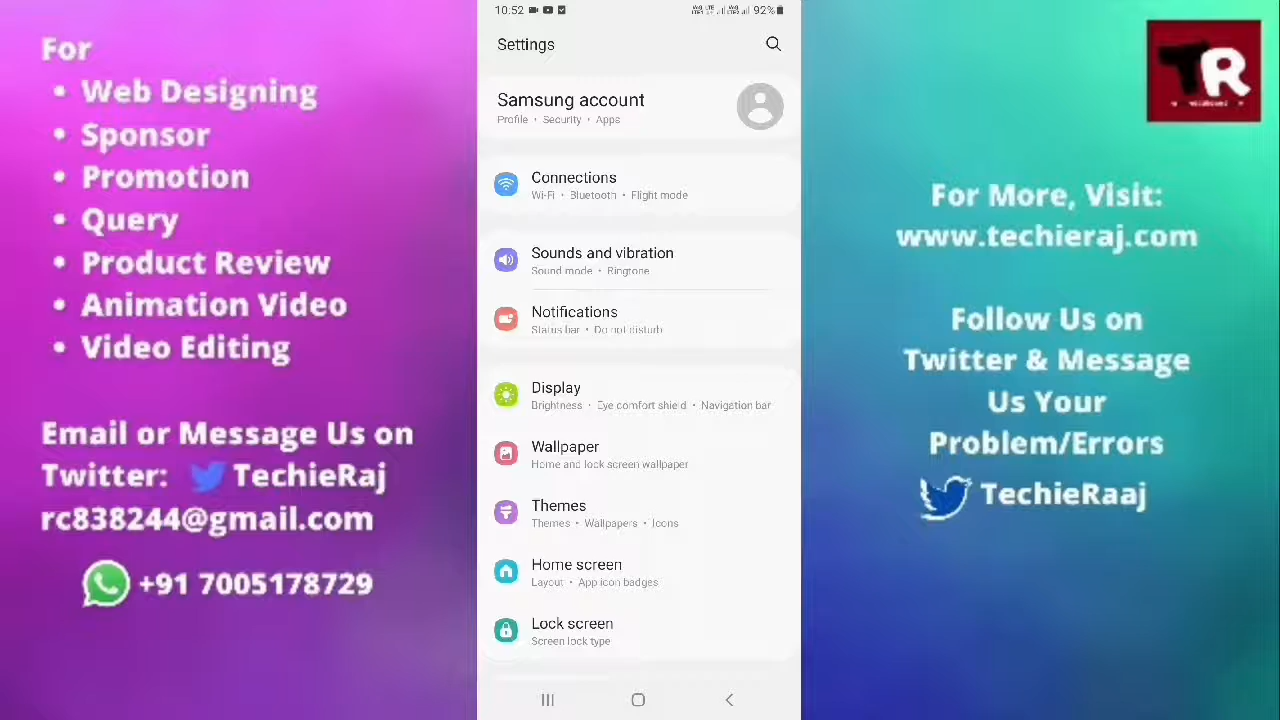 For
• Web Designing
• Sponsor
• Promotion
• Query
• Product Review
• Animation Video
• Video Editing
Email or Message Us on
Twitter: TechieRaj
rc838244@gmail.com
+91 7005178729
10:52
92%
Settings
Samsung account
Profile • Security • Apps
Connections
Wi-Fi • Bluetooth • Flight mode
Sounds and vibration
Sound mode • Ringtone
Notifications
Status bar • Do not disturb
Display
Brightness • Eye comfort shield • Navigation bar
Wallpaper
Home and lock screen wallpaper
Themes
Themes • Wallpapers • Icons
Home screen
Layout • App icon badges
Lock screen
Screen lock type
TR
For More, Visit:
www.techieraj.com
Follow Us on
Twitter & Message
Us Your
Problem/Errors
TechieRaaj